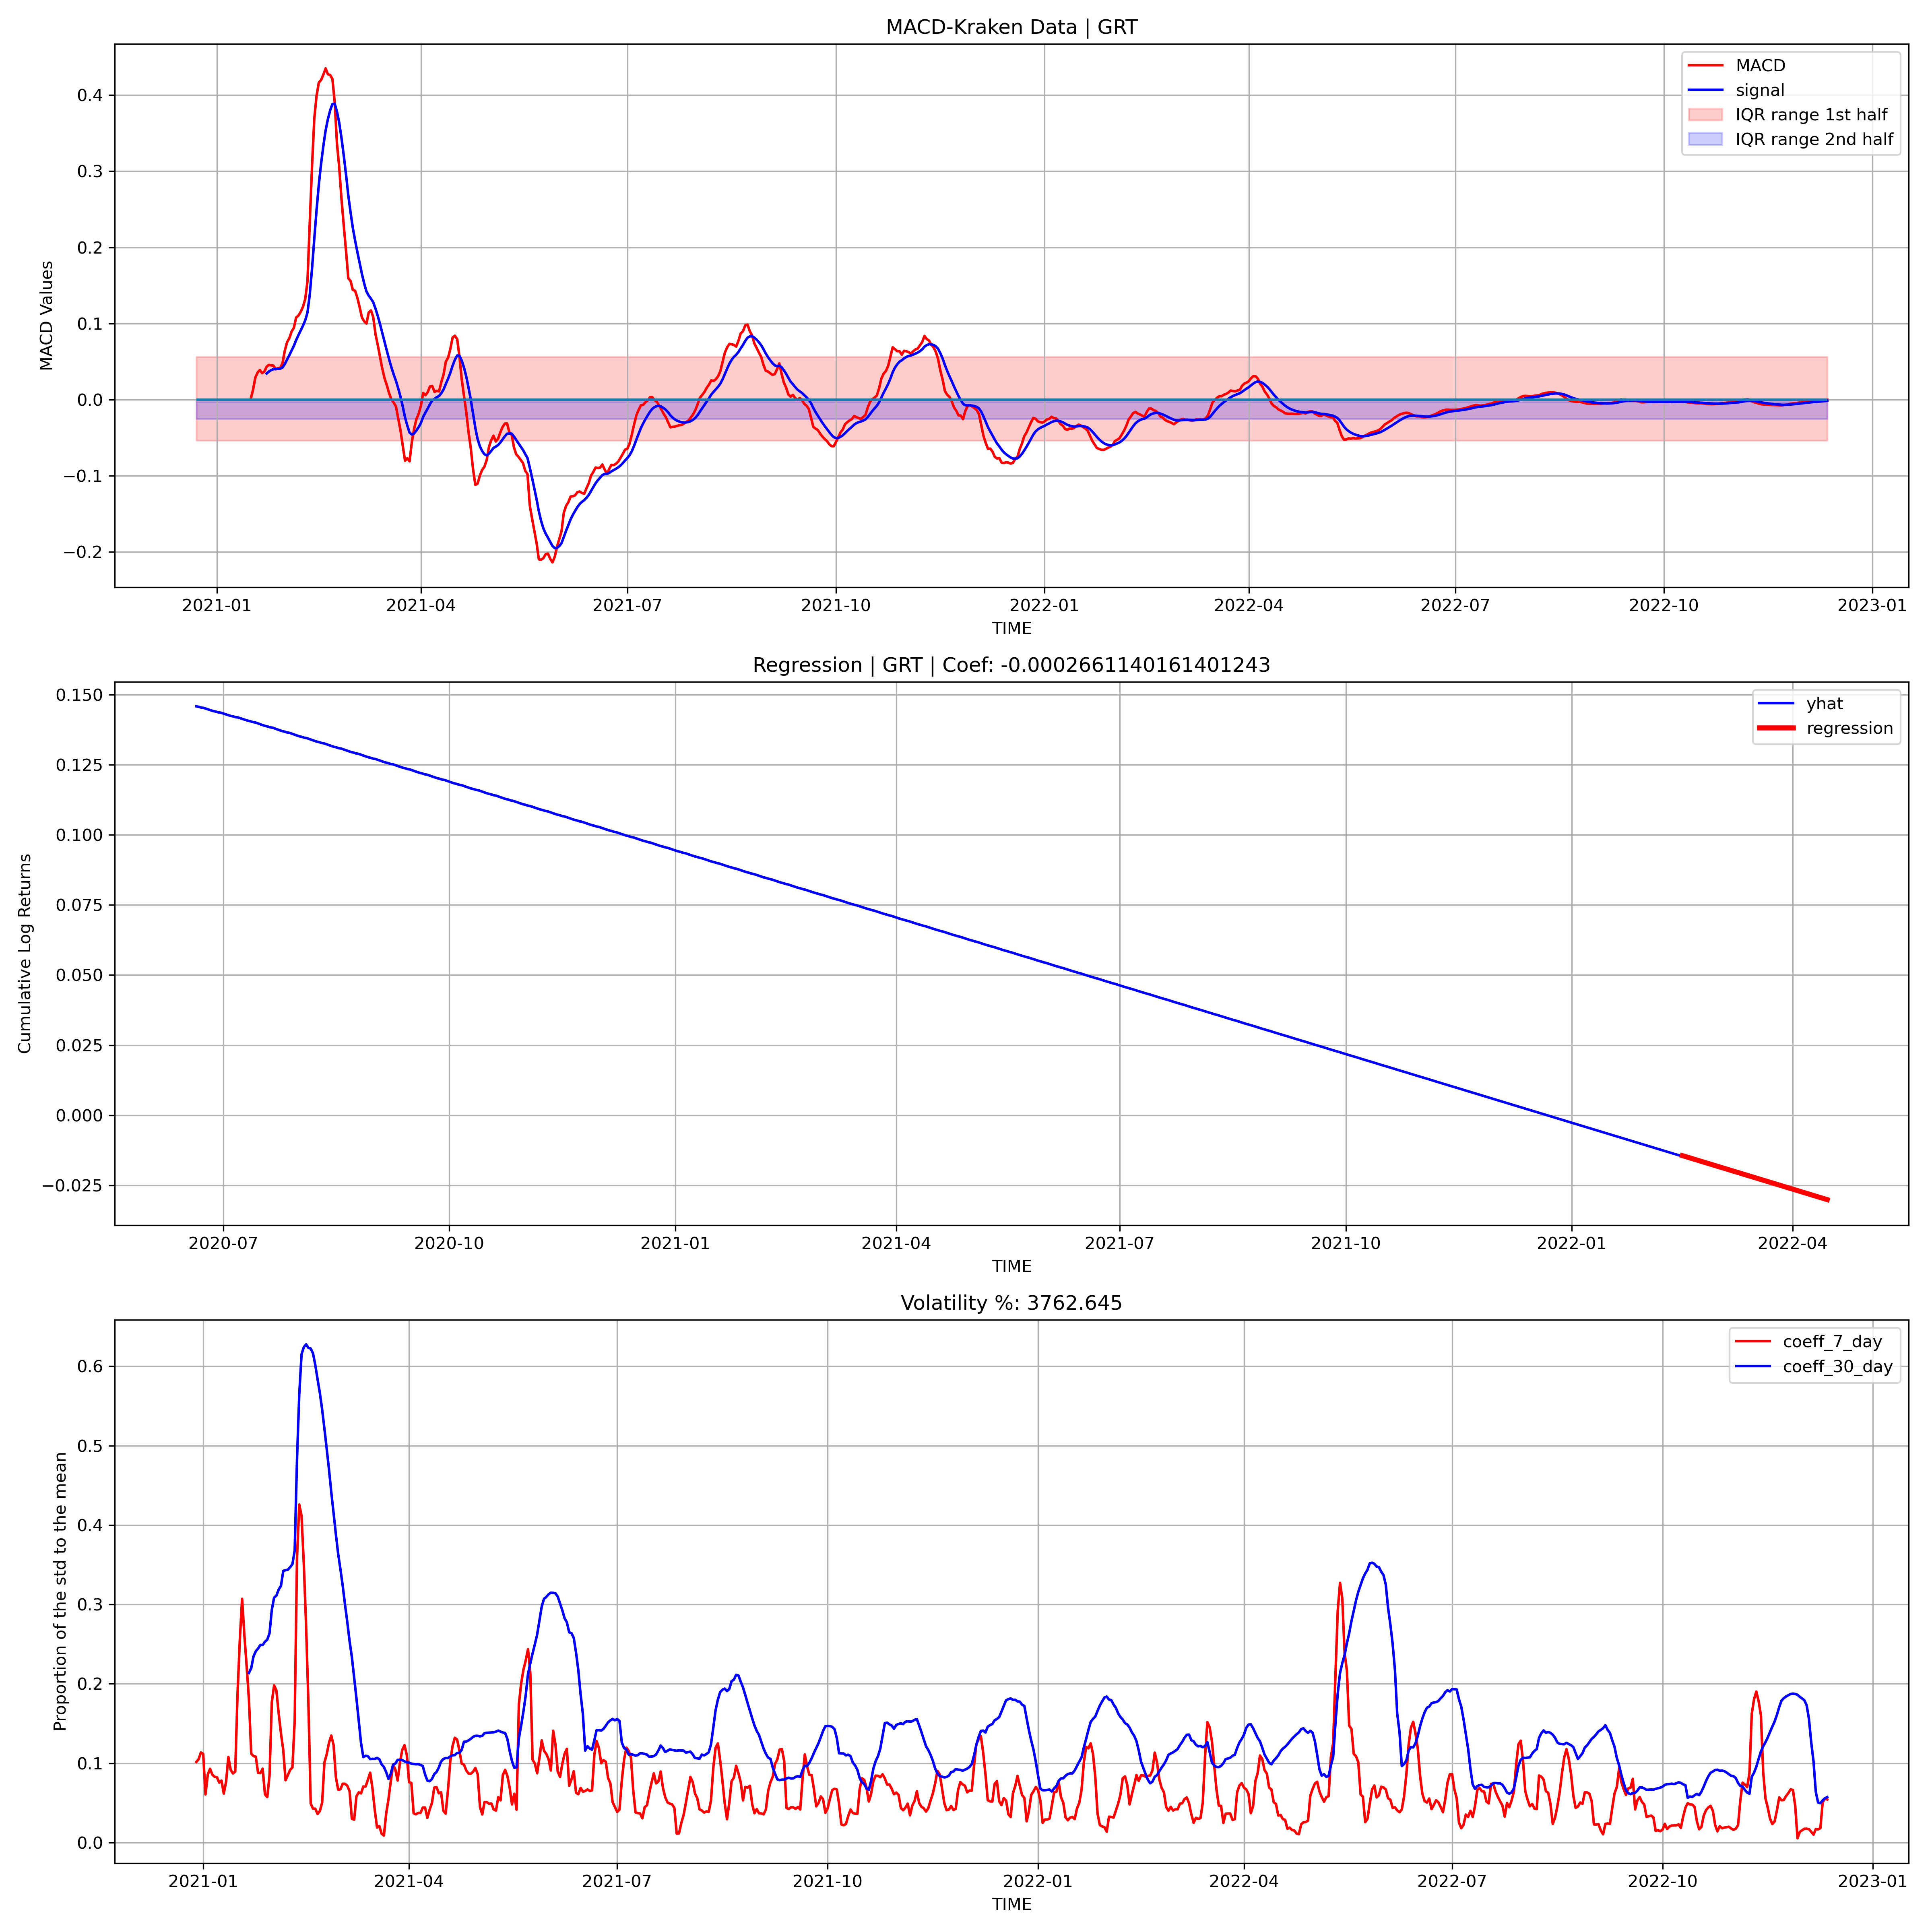 MACD-Kraken Data | GRT
MACD Values
0.4
0.3
0.2
0.1
0.0
−0.1
−0.2
MACD
signal
IQR range 1st half
IQR range 2nd half
2021-01 2021-04 2021-07 2021-10 2022-01 2022-04 2022-07 2022-10 2023-01
TIME
Regression | GRT | Coef: -0.0002661140161401243
Cumulative Log Returns
0.150
0.125
0.100
0.075
0.050
0.025
0.000
−0.025
yhat
regression
2020-07 2020-10 2021-01 2021-04 2021-07 2021-10 2022-01 2022-04
TIME
Volatility %: 3762.645
Proportion of the std to the mean
0.6
0.5
0.4
0.3
0.2
0.1
0.0
coeff_7_day
coeff_30_day
2021-01 2021-04 2021-07 2021-10 2022-01 2022-04 2022-07 2022-10 2023-01
TIME